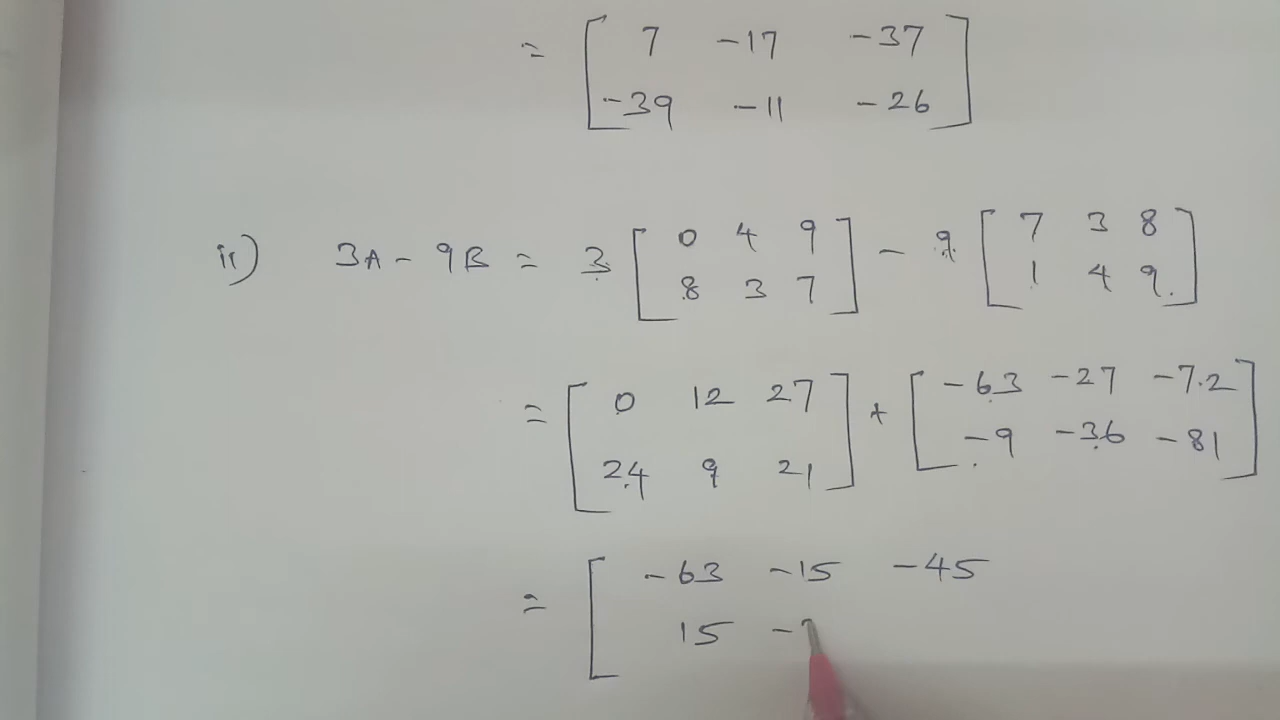 = [ 7 -17 -37
-39 -11 -26 ]
ii) 3A - 9B = 3 [ 0 4 9
8 3 7 ] - 9 [ 7 3 8
1 4 9 ]
= [ 0 12 27
24 9 21 ] + [ -63 -27 -72
-9 -36 -81 ]
= [ -63 -15 -45
15 -